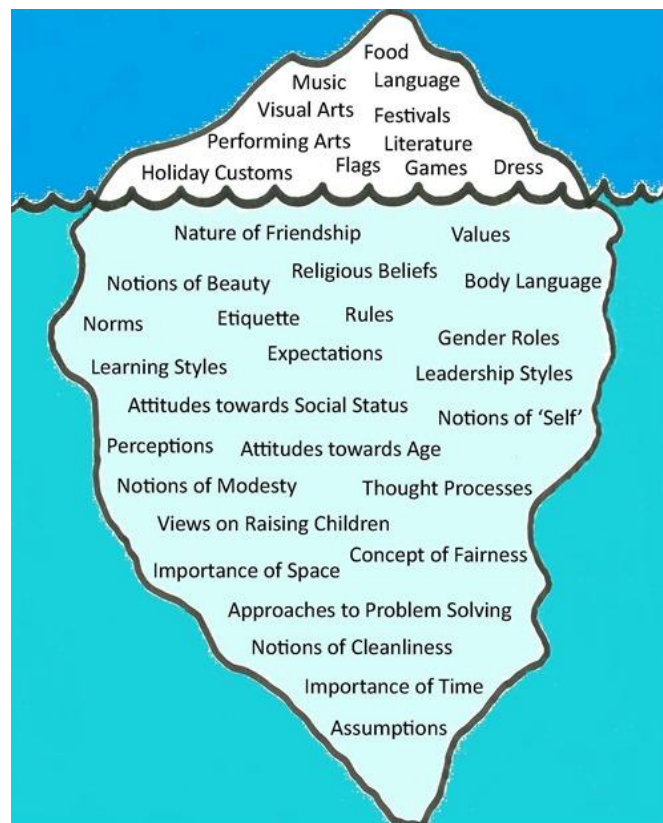 Food
Music Language
Visual Arts Festivals
Performing Arts Literature
Holiday Customs Flags Games Dress
Nature of Friendship Values
Notions of Beauty Religious Beliefs Body Language
Norms Etiquette Rules
Expectations Gender Roles
Learning Styles Leadership Styles
Attitudes towards Social Status Notions of ‘Self’
Perceptions Attitudes towards Age
Notions of Modesty Thought Processes
Views on Raising Children
Importance of Space Concept of Fairness
Approaches to Problem Solving
Notions of Cleanliness
Importance of Time
Assumptions